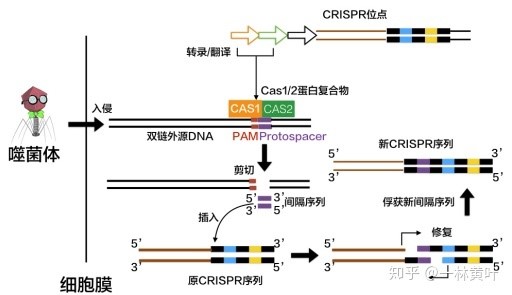 CRISPR位点
转录/翻译
Cas1/2蛋白复合物
入侵
CAS1 CAS2
噬菌体
双链外源DNA
PAM Protospacer
剪切
新CRISPR序列
5’ 3’
3’ 5’
5’ 3’
3’ 5’
间隔序列
插入
俘获新间隔序列
修复
5’ 3’
3’ 5’
5’ 3’
3’ 5’
原CRISPR序列
细胞膜
知乎 @十林黄叶